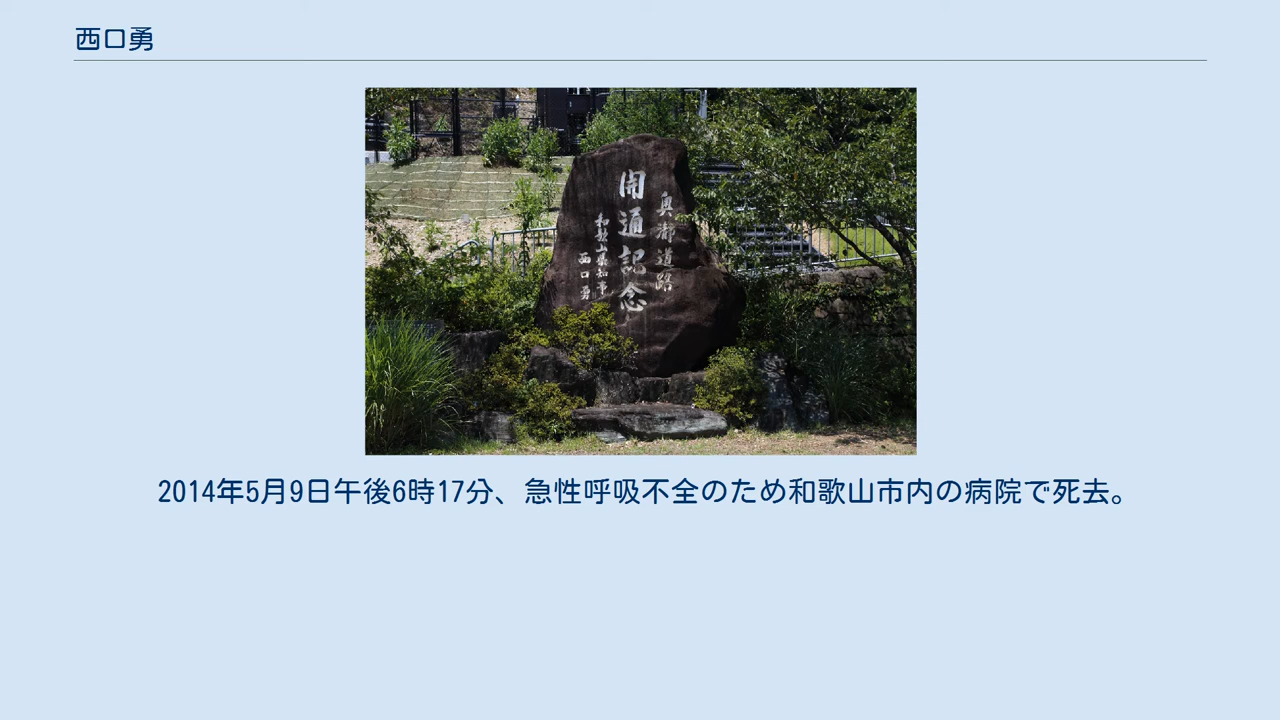 西口勇
奥瀞道路
開通記念
和歌山県知事
西口勇
2014年5月9日午後6時17分、急性呼吸不全のため和歌山市内の病院で死去。